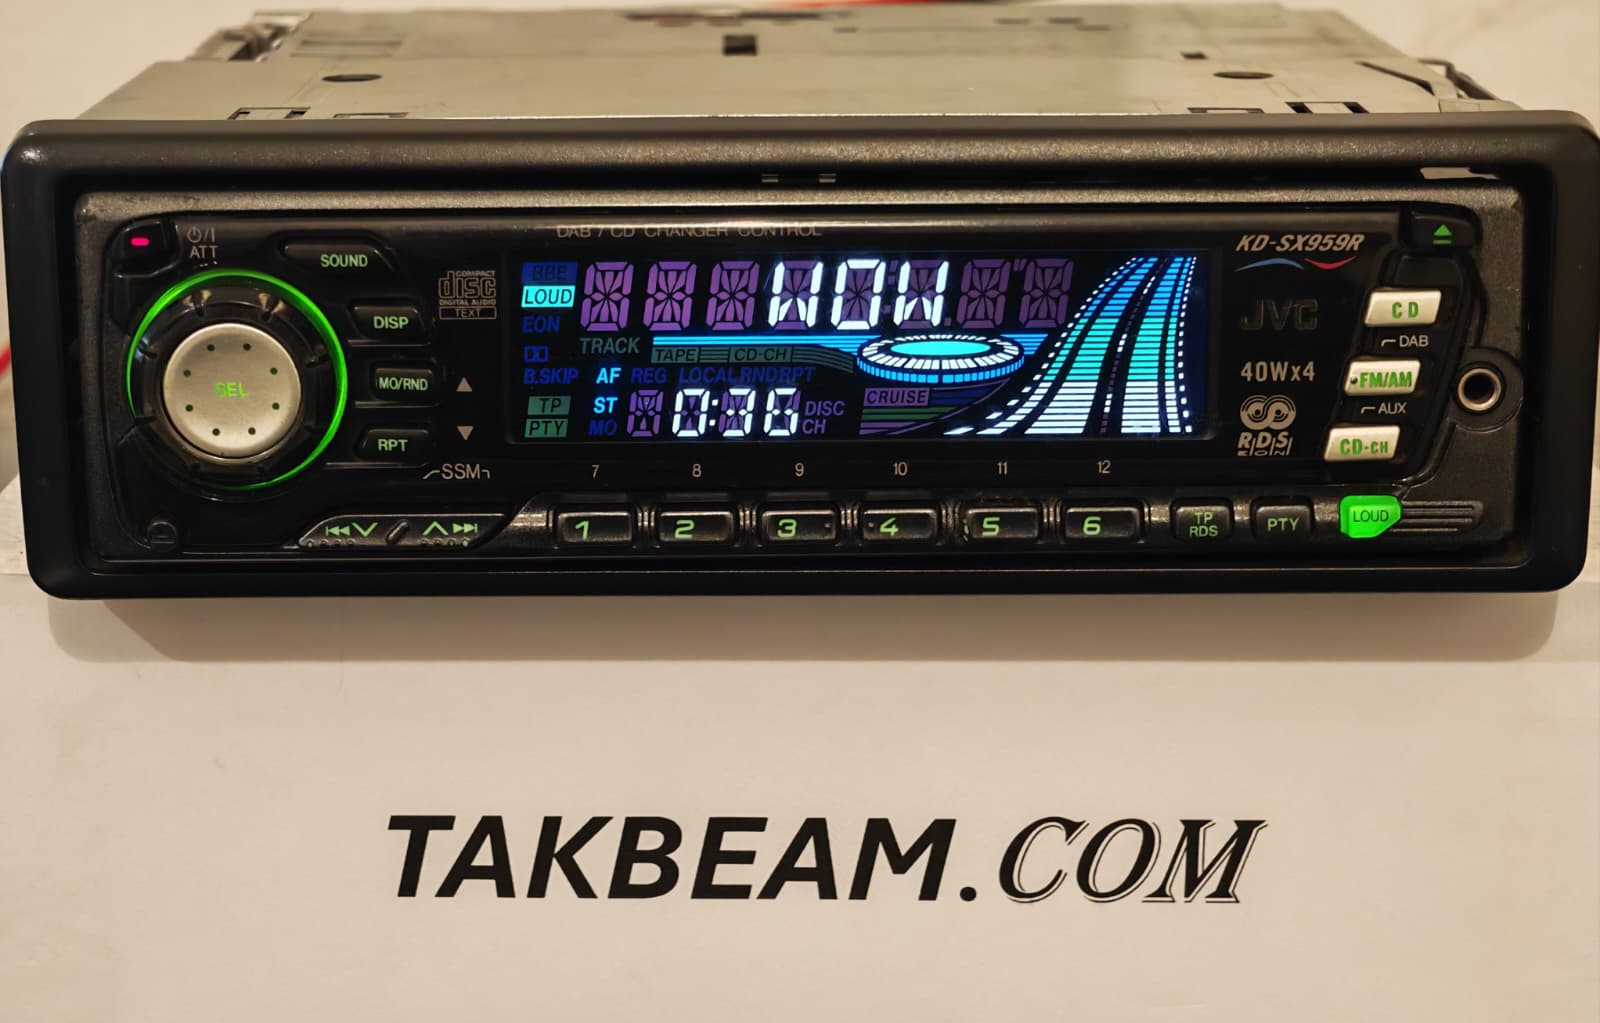 DAB / CD CHANGER CONTROL
⏻/I
ATT
SOUND
KD-SX959R
COMPACT
disc
DIGITAL AUDIO
TEXT
BBE
LOUD
EON
WOW
JVC
CD
DISP
SEL
MO/RND
RPT
TRACK
TAPE
CD-CH
B.SKIP
AF
REG
LOCAL
RND
RPT
TP
ST
PTY
MO
0:36
DISC
CH
CRUISE
40Wx4
RDS
EON
DAB
FM/AM
AUX
CD-CH
SSM
7 8 9 10 11 12
1 2 3 4 5 6
TP
RDS
PTY
LOUD
TAKBEAM.COM